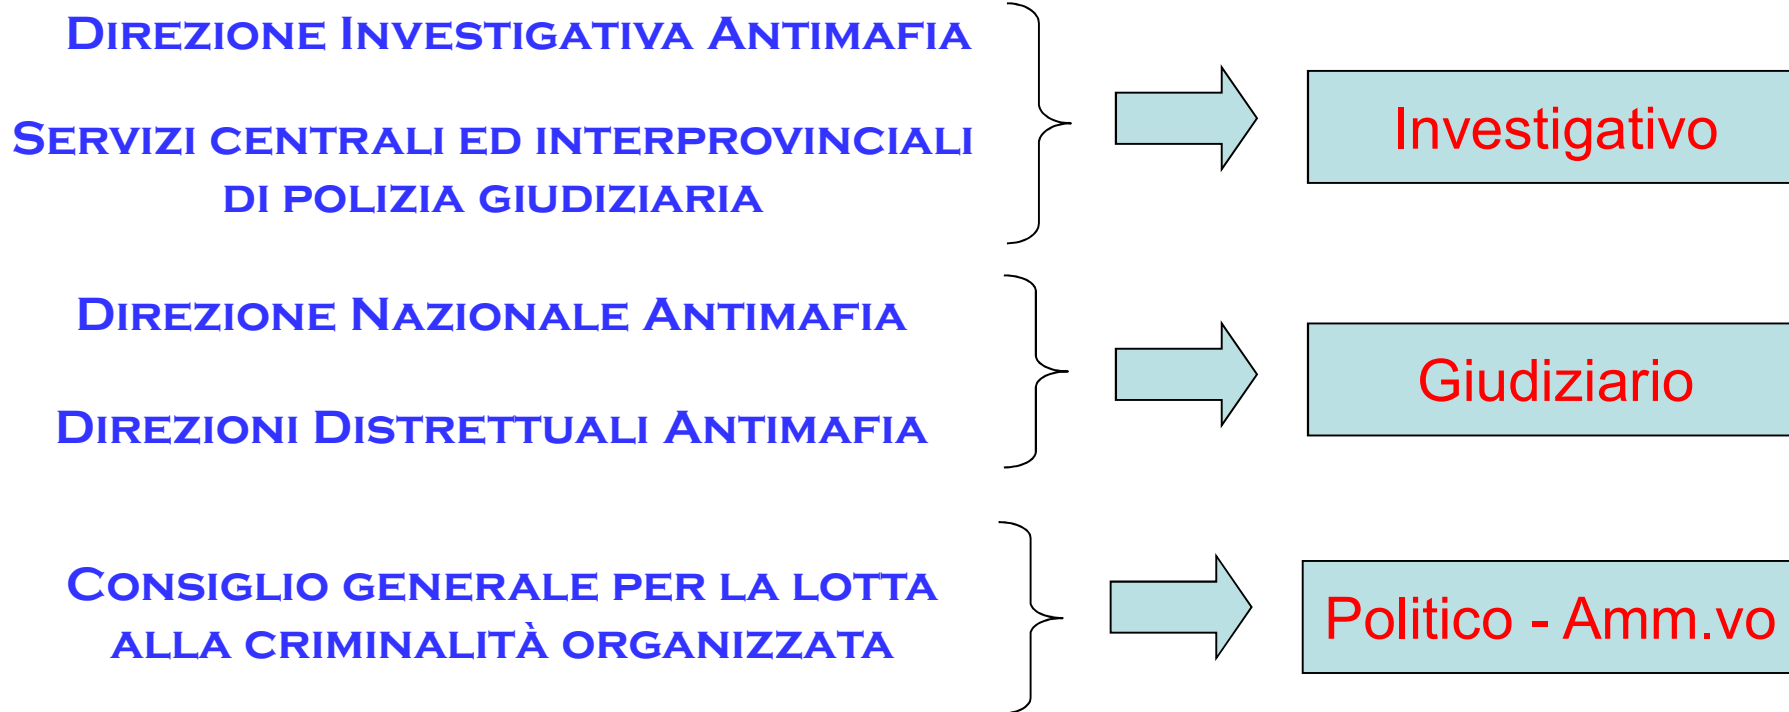 Direzione Investigativa Antimafia
Servizi centrali ed interprovinciali
di polizia giudiziaria
Investigativo
Direzione Nazionale Antimafia
Direzioni Distrettuali Antimafia
Giudiziario
Consiglio generale per la lotta
alla criminalità organizzata
Politico - Amm.vo